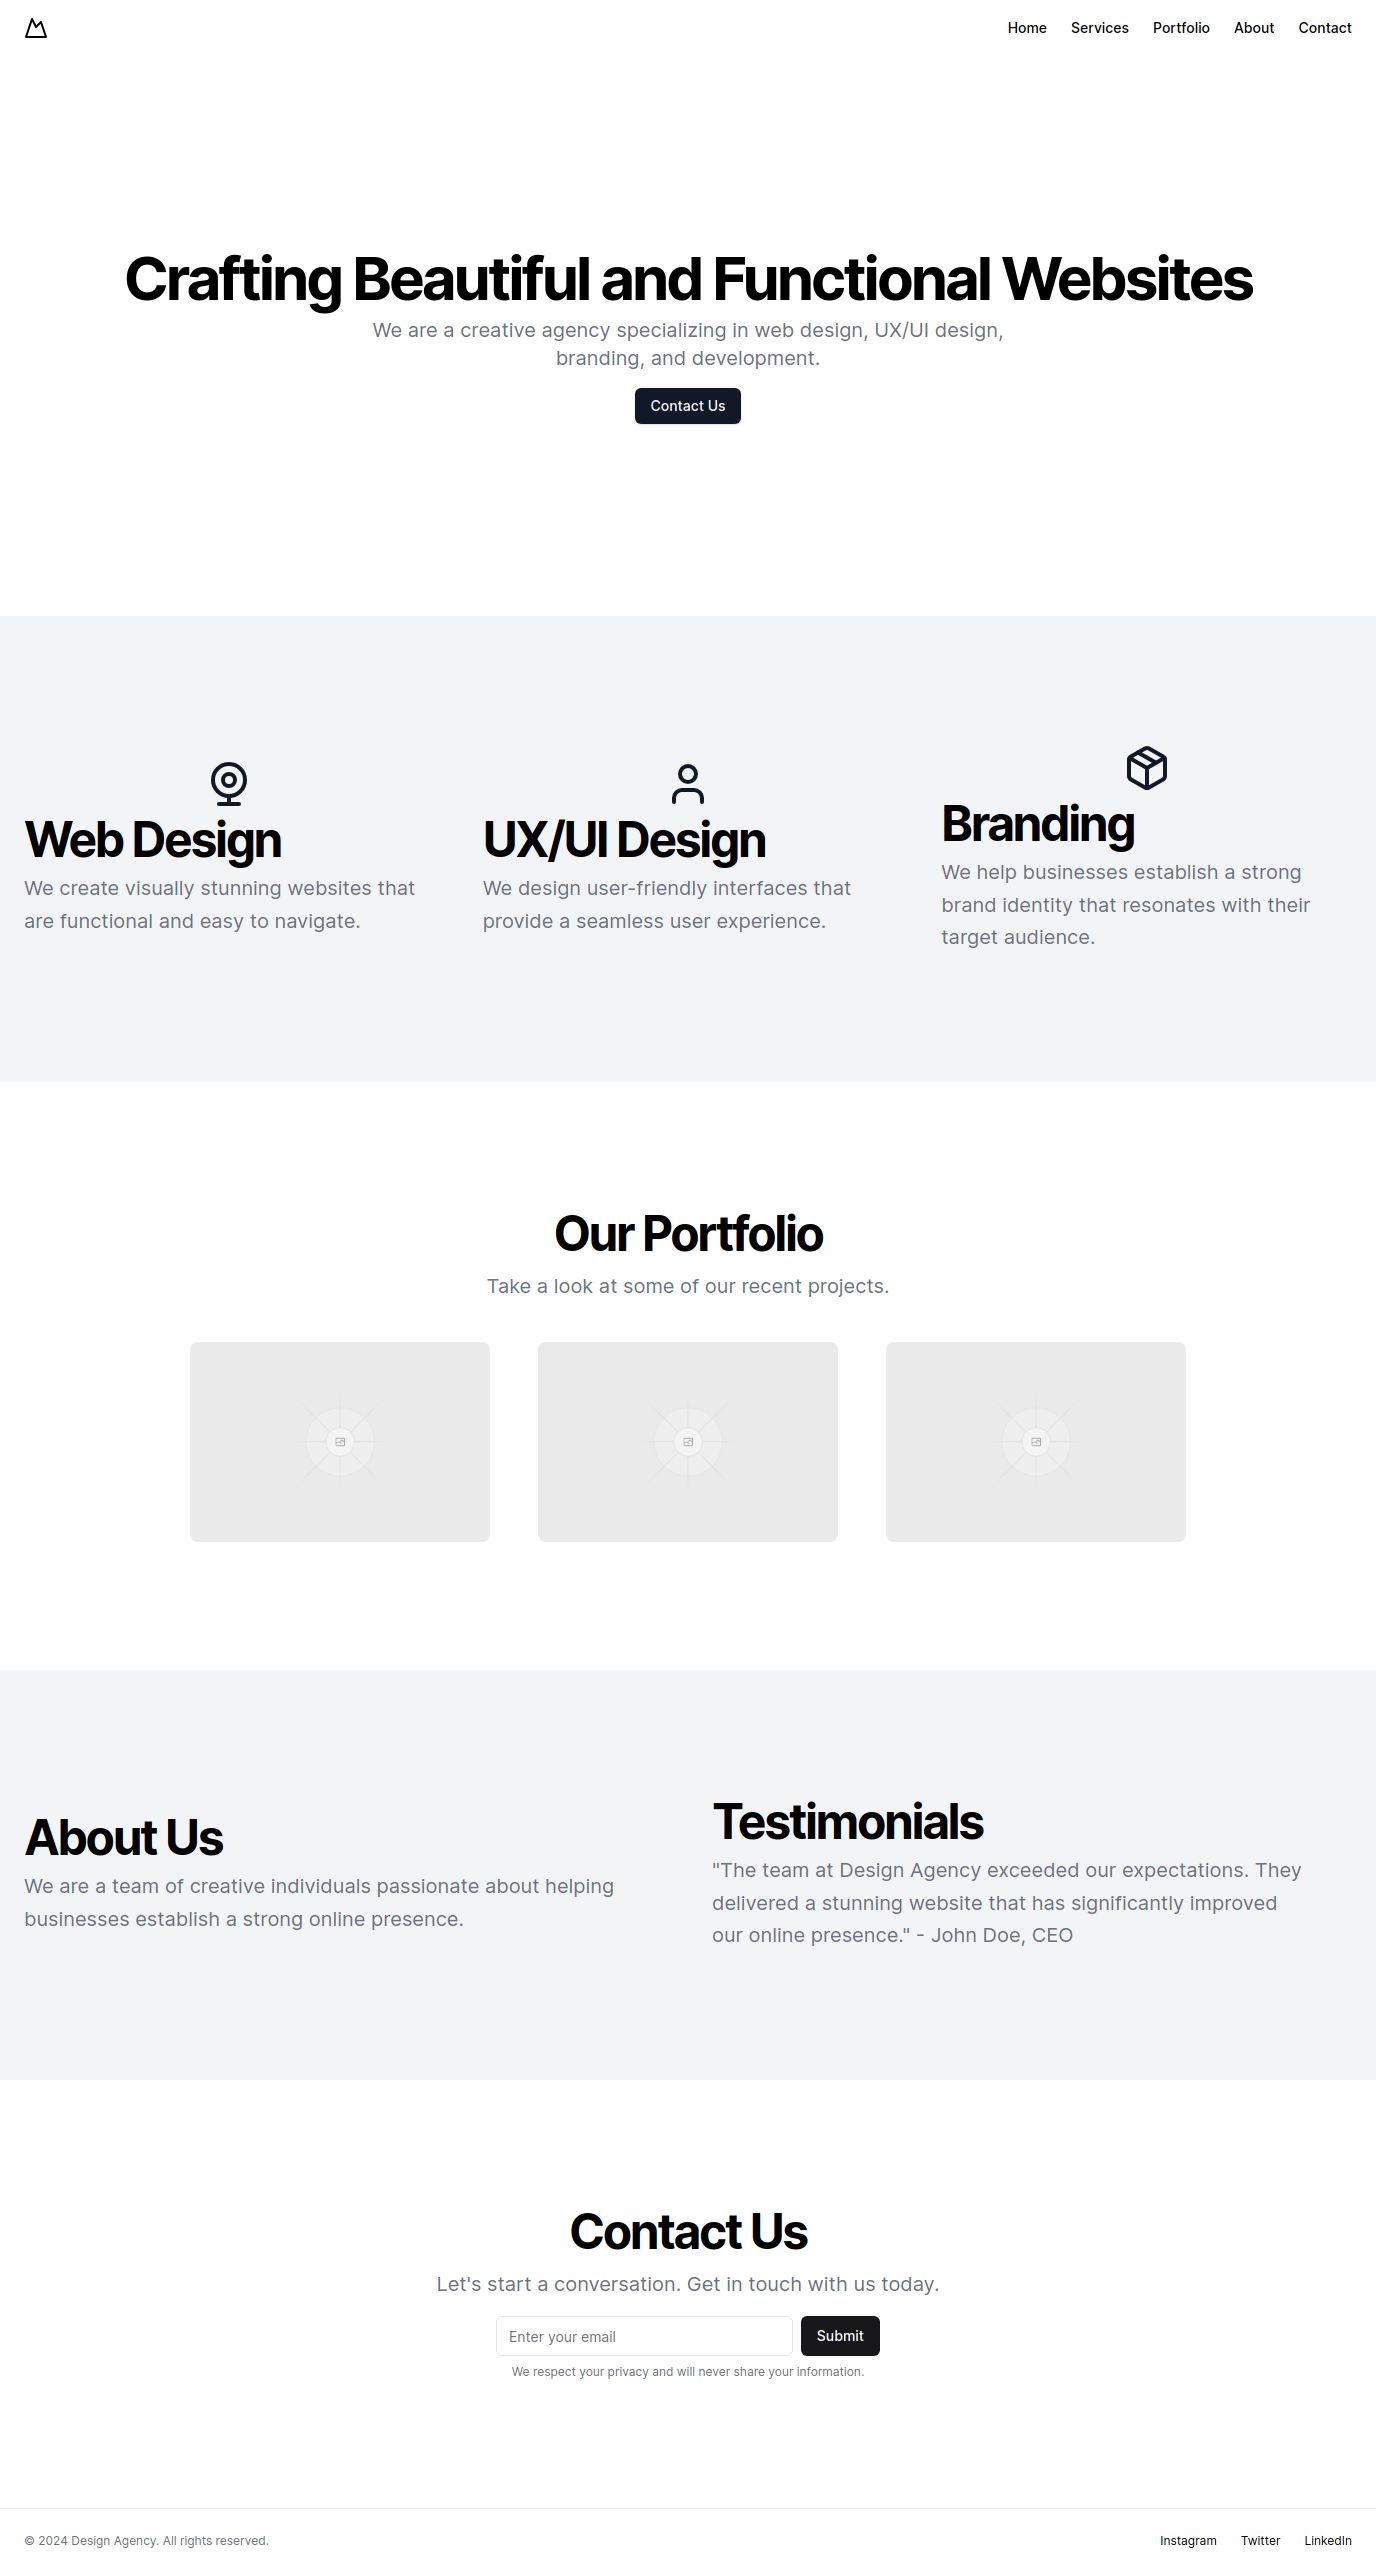 Home Services Portfolio About Contact
Crafting Beautiful and Functional Websites
We are a creative agency specializing in web design, UX/UI design,
branding, and development.
Contact Us
Web Design
We create visually stunning websites that
are functional and easy to navigate.
UX/UI Design
We design user-friendly interfaces that
provide a seamless user experience.
Branding
We help businesses establish a strong
brand identity that resonates with their
target audience.
Our Portfolio
Take a look at some of our recent projects.
About Us
We are a team of creative individuals passionate about helping
businesses establish a strong online presence.
Testimonials
"The team at Design Agency exceeded our expectations. They
delivered a stunning website that has significantly improved
our online presence." - John Doe, CEO
Contact Us
Let's start a conversation. Get in touch with us today.
Enter your email
Submit
We respect your privacy and will never share your information.
© 2024 Design Agency. All rights reserved.
Instagram Twitter LinkedIn